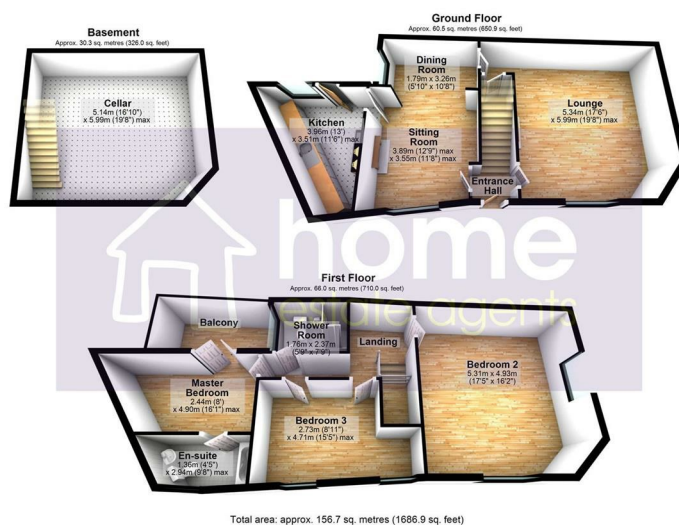 Basement
Approx. 30.3 sq. metres (326.0 sq. feet)
Cellar
5.14m (16'10")
x 5.99m (19'8") max
Ground Floor
Approx. 60.5 sq. metres (650.9 sq. feet)
Dining
Room
1.79m x 3.26m
(5'10" x 10'8")
Lounge
5.34m (17'6")
x 5.99m (19'8") max
Kitchen
3.96m (13')
x 3.51m (11'6") max
Sitting
Room
3.89m (12'9") max
x 3.55m (11'8") max
Entrance
Hall
home
estate agents
First Floor
Approx. 66.0 sq. metres (710.0 sq. feet)
Balcony
Shower
Room
1.76m x 2.37m
(5'9" x 7'9")
Landing
Bedroom 2
5.31m x 4.93m
(17'5" x 16'2")
Master
Bedroom
2.44m (8')
x 4.90m (16'1") max
Bedroom 3
2.73m (8'11")
x 4.71m (15'5") max
En-suite
1.36m (4'5")
x 2.94m (9'8") max
Total area: approx. 156.7 sq. metres (1686.9 sq. feet)